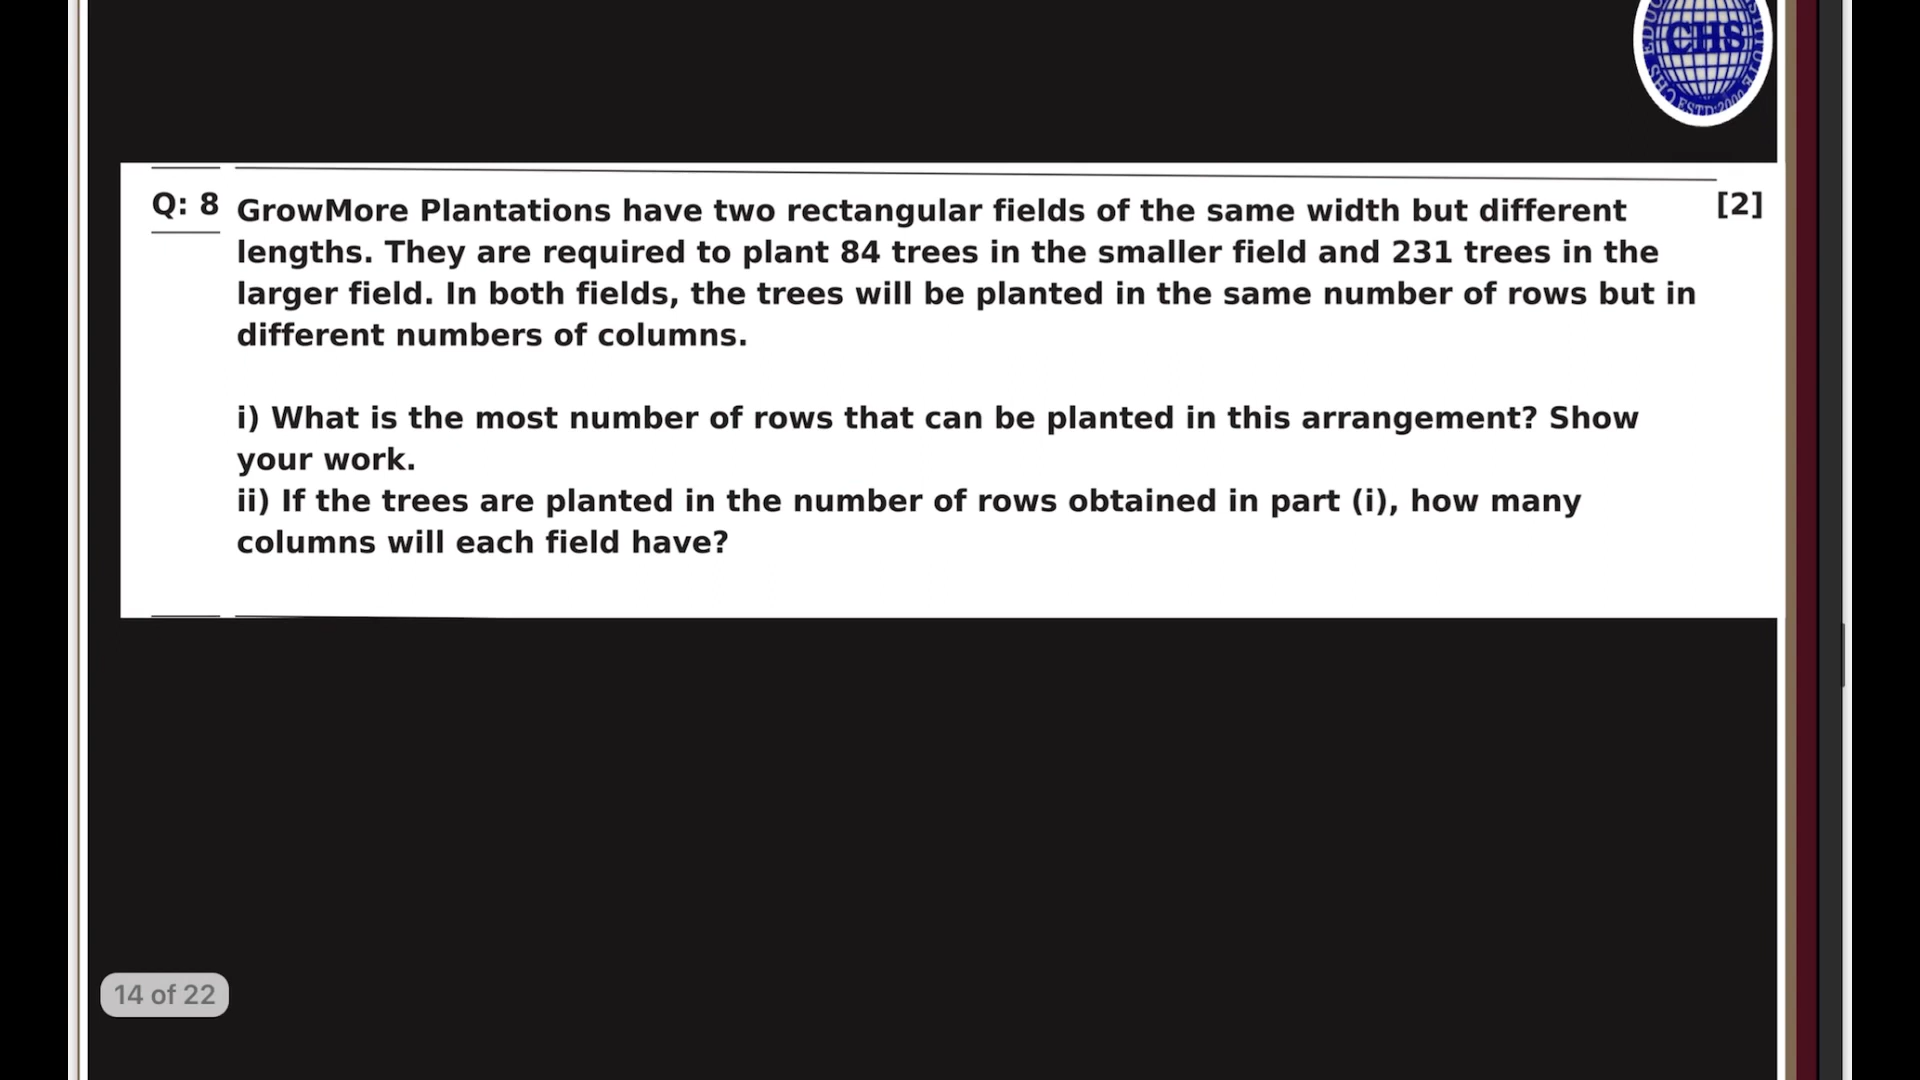 CHS
ESTD:2000
Q: 8
[2]
GrowMore Plantations have two rectangular fields of the same width but different
lengths. They are required to plant 84 trees in the smaller field and 231 trees in the
larger field. In both fields, the trees will be planted in the same number of rows but in
different numbers of columns.
i) What is the most number of rows that can be planted in this arrangement? Show
your work.
ii) If the trees are planted in the number of rows obtained in part (i), how many
columns will each field have?
14 of 22